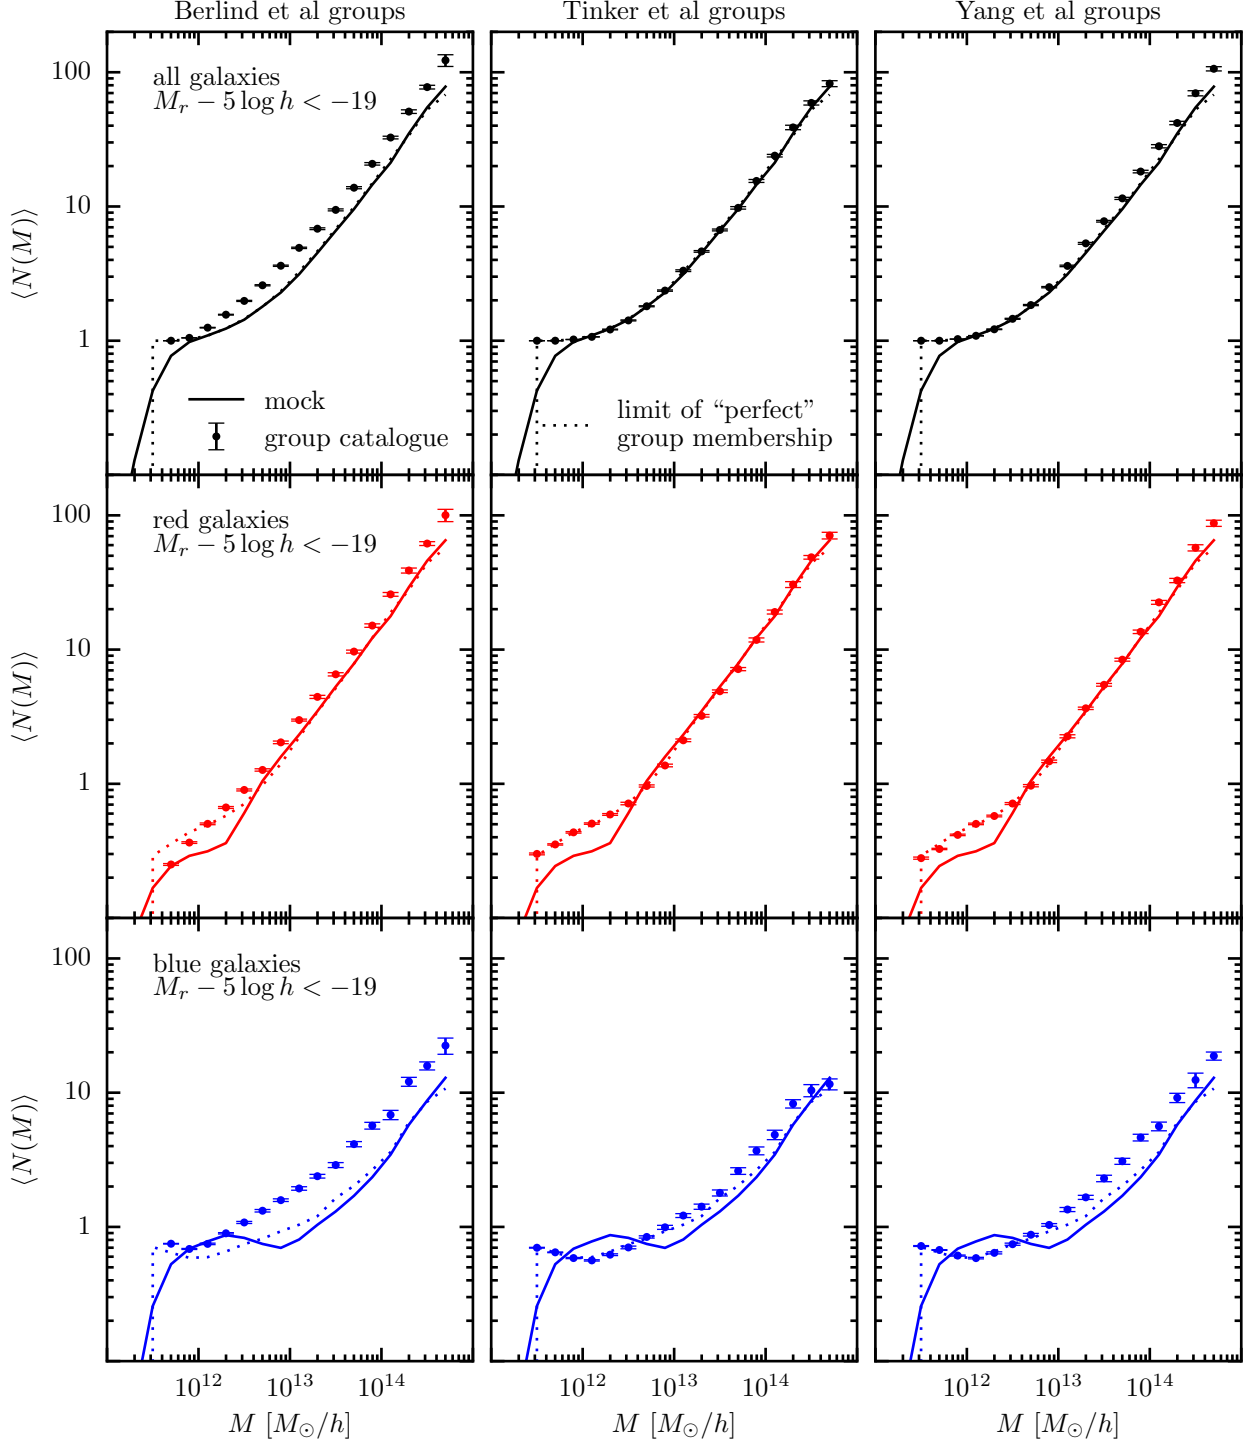 Berlind et al groups Tinker et al groups Yang et al groups
all galaxies
M_r − 5 log h < −19
100
10
1
⟨N(M)⟩
mock
group catalogue
limit of “perfect”
group membership
red galaxies
M_r − 5 log h < −19
100
10
1
⟨N(M)⟩
blue galaxies
M_r − 5 log h < −19
100
10
1
⟨N(M)⟩
10^12 10^13 10^14 10^12 10^13 10^14 10^12 10^13 10^14
M [M_⊙/h] M [M_⊙/h] M [M_⊙/h]